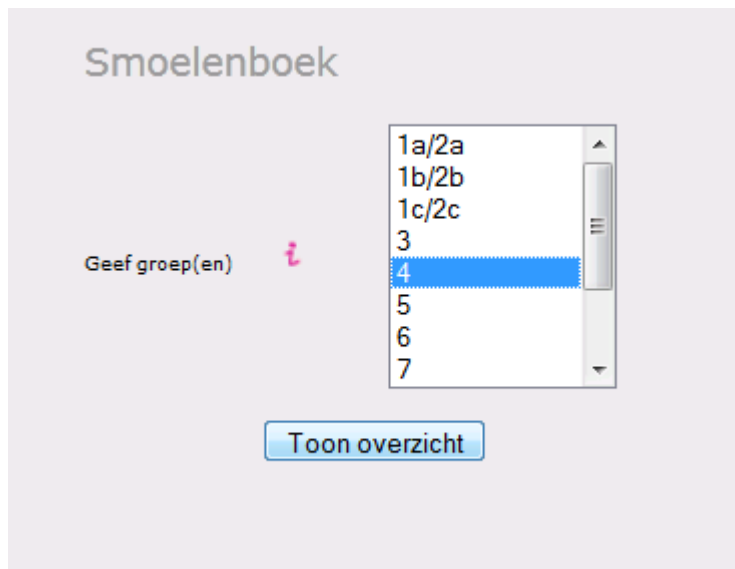 Smoelenboek
Geef groep(en)
i
1a/2a
1b/2b
1c/2c
3
4
5
6
7
Toon overzicht